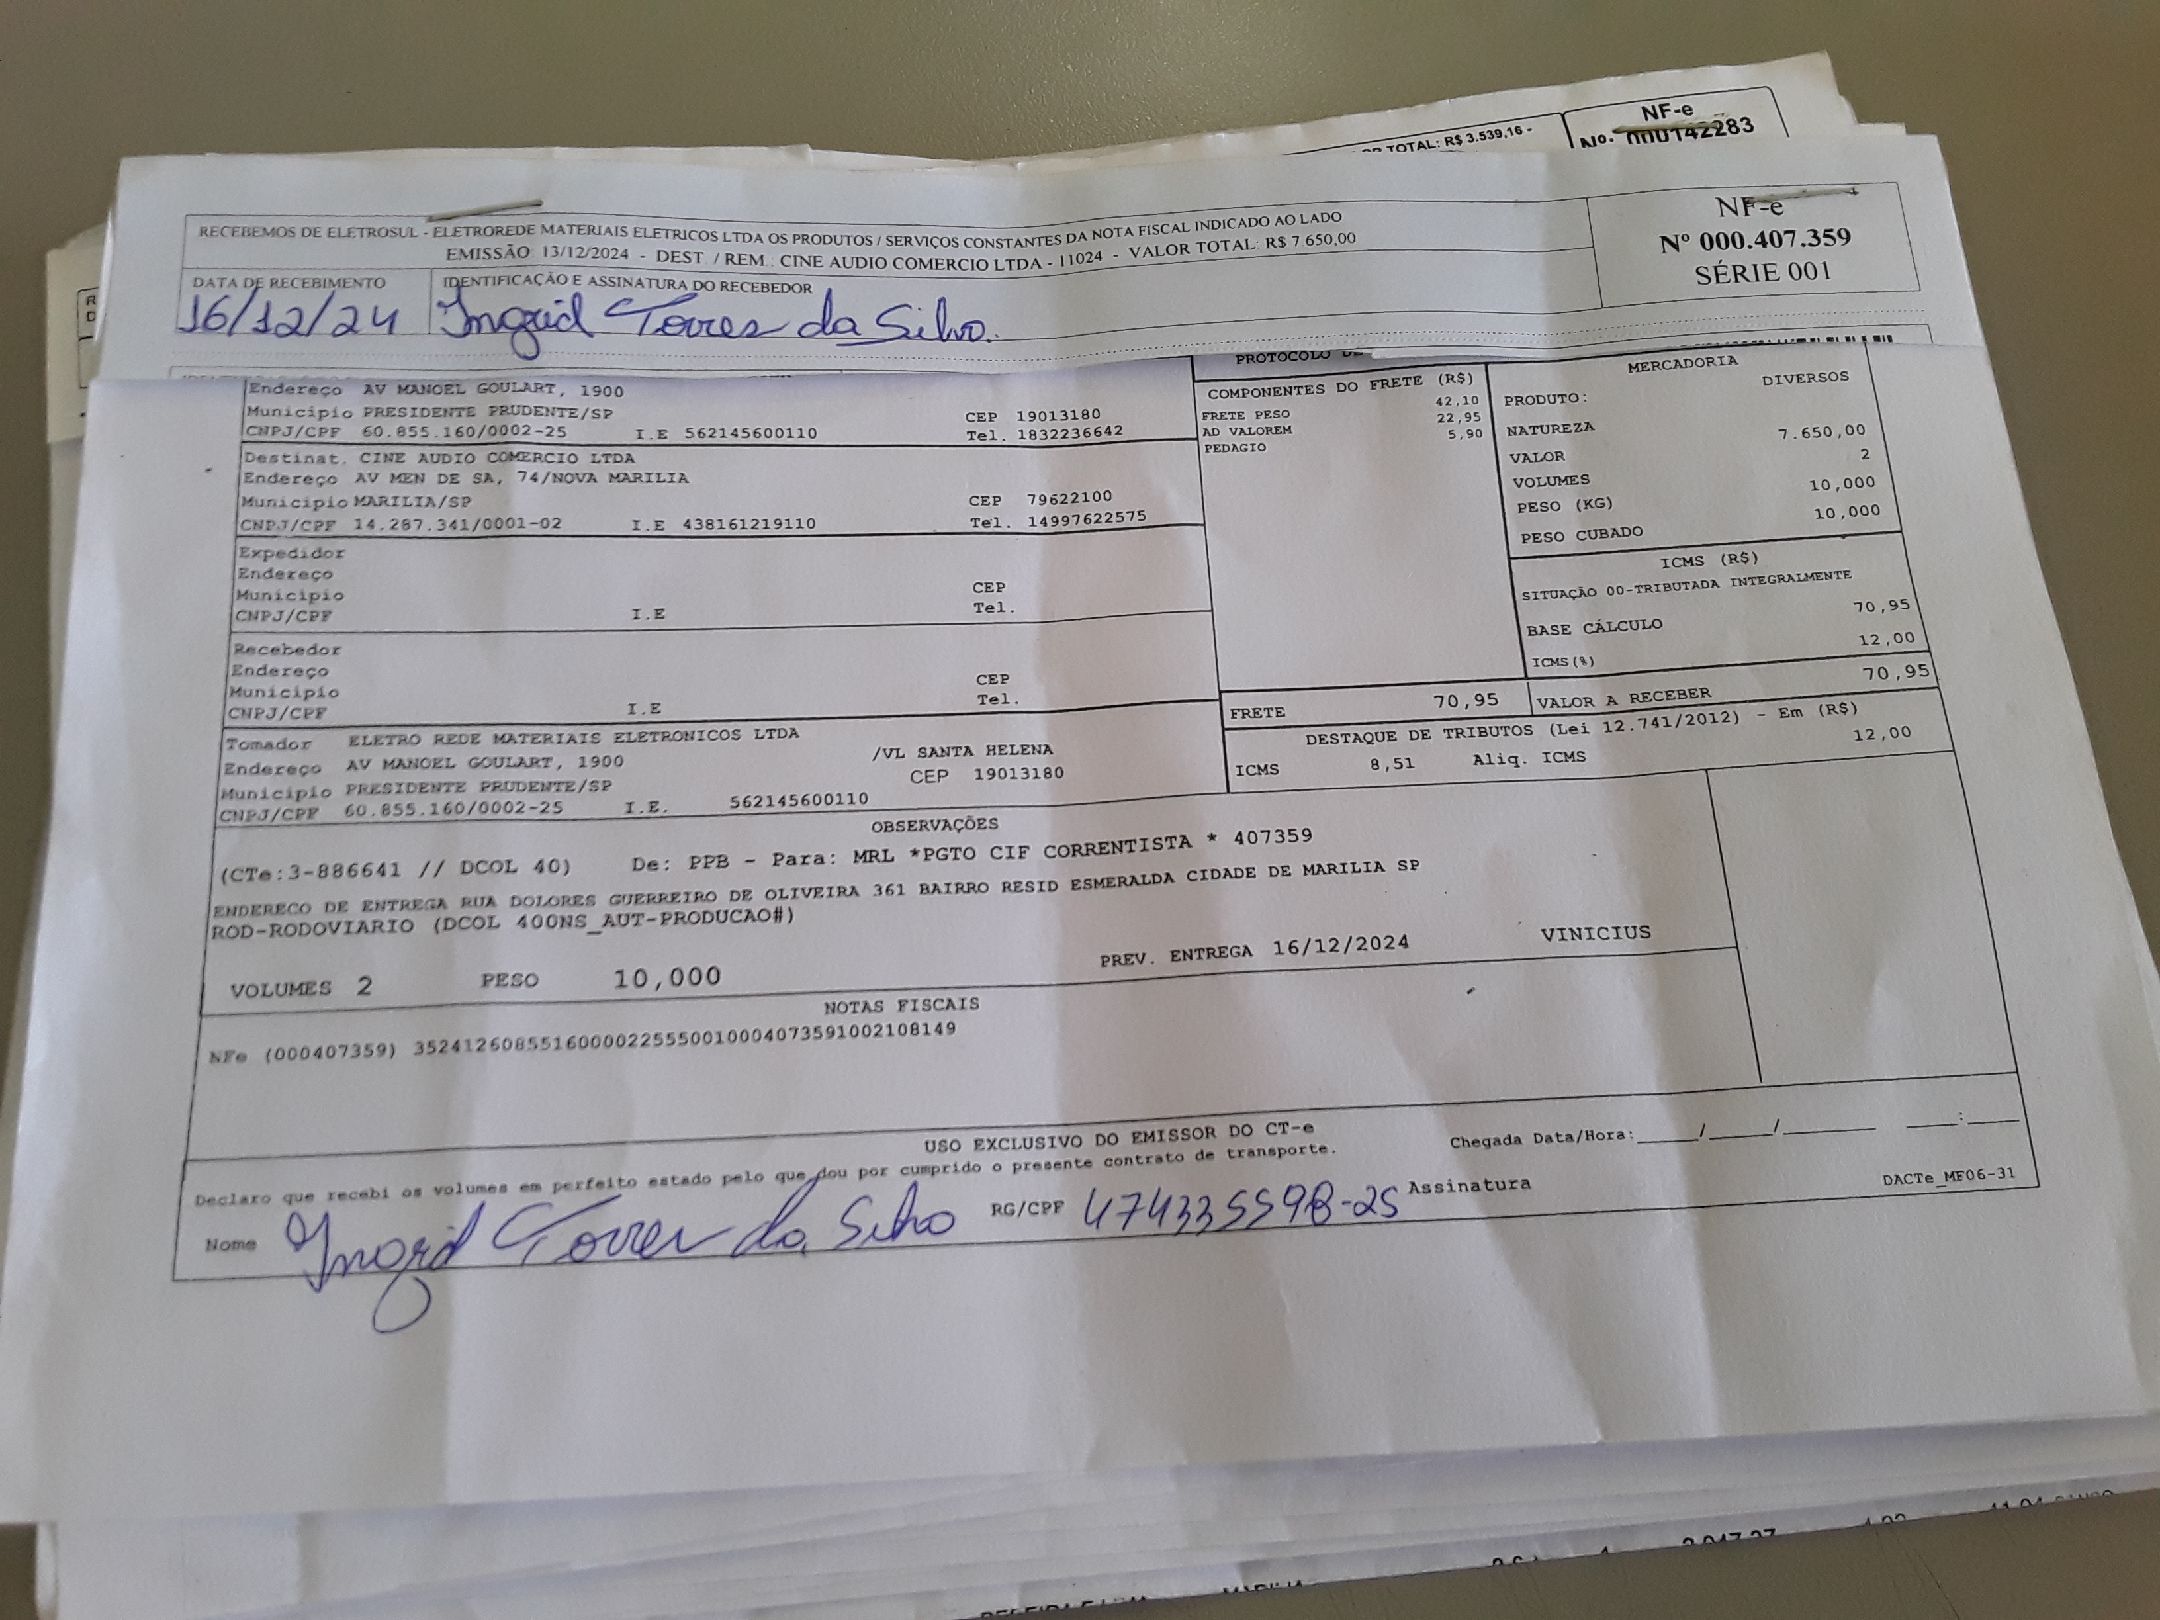 NF-e
OR TOTAL: R$ 3.539,16 -
No. 000142283
RECEBEMOS DE ELETROSUL - ELETROREDE MATERIAIS ELETRICOS LTDA OS PRODUTOS / SERVIÇOS CONSTANTES DA NOTA FISCAL INDICADO AO LADO
EMISSÃO: 13/12/2024 - DEST. / REM.: CINE AUDIO COMERCIO LTDA - 11024 - VALOR TOTAL: R$ 7.650,00
NF-e
Nº 000.407.359
SÉRIE 001
DATA DE RECEBIMENTO
IDENTIFICAÇÃO E ASSINATURA DO RECEBEDOR
16/12/24 Ingrid Torres da Silva.
PROTOCOLO DE
Endereço AV MANOEL GOULART, 1900
Municipio PRESIDENTE PRUDENTE/SP CEP 19013180
CNPJ/CPF 60.855.160/0002-25 I.E 562145600110 Tel. 1832236642
Destinat. CINE AUDIO COMERCIO LTDA
Endereço AV MEN DE SA, 74/NOVA MARILIA
Municipio MARILIA/SP CEP 79622100
CNPJ/CPF 14.287.341/0001-02 I.E 438161219110 Tel. 14997622575
Expedidor
Endereço
Municipio CEP
CNPJ/CPF I.E Tel.
Recebedor
Endereço
Municipio CEP
CNPJ/CPF I.E Tel.
Tomador ELETRO REDE MATERIAIS ELETRONICOS LTDA
Endereço AV MANOEL GOULART, 1900 /VL SANTA HELENA
Municipio PRESIDENTE PRUDENTE/SP CEP 19013180
CNPJ/CPF 60.855.160/0002-25 I.E. 562145600110
COMPONENTES DO FRETE (R$)
FRETE PESO 42,10
AD VALOREM 22,95
PEDAGIO 5,90
MERCADORIA
PRODUTO: DIVERSOS
NATUREZA
VALOR 7.650,00
VOLUMES 2
PESO (KG) 10,000
PESO CUBADO 10,000
ICMS (R$)
SITUAÇÃO 00-TRIBUTADA INTEGRALMENTE
BASE CÁLCULO 70,95
ICMS(%) 12,00
FRETE 70,95 VALOR A RECEBER 70,95
DESTAQUE DE TRIBUTOS (Lei 12.741/2012) - Em (R$)
ICMS 8,51 Aliq. ICMS 12,00
OBSERVAÇÕES
(CTe:3-886641 // DCOL 40) De: PPB - Para: MRL *PGTO CIF CORRENTISTA * 407359
ENDERECO DE ENTREGA RUA DOLORES GUERREIRO DE OLIVEIRA 361 BAIRRO RESID ESMERALDA CIDADE DE MARILIA SP
ROD-RODOVIARIO (DCOL 400NS_AUT-PRODUCAO#)
VOLUMES 2 PESO 10,000 PREV. ENTREGA 16/12/2024 VINICIUS
NOTAS FISCAIS
NFe (000407359) 35241260855160000225550010004073591002108149
USO EXCLUSIVO DO EMISSOR DO CT-e
Declaro que recebi os volumes em perfeito estado pelo que dou por cumprido o presente contrato de transporte.
Chegada Data/Hora:____/____/______ ___:___
Nome Ingrid Torres da Silva RG/CPF 474335598-25 Assinatura
DACTe_MF06-31